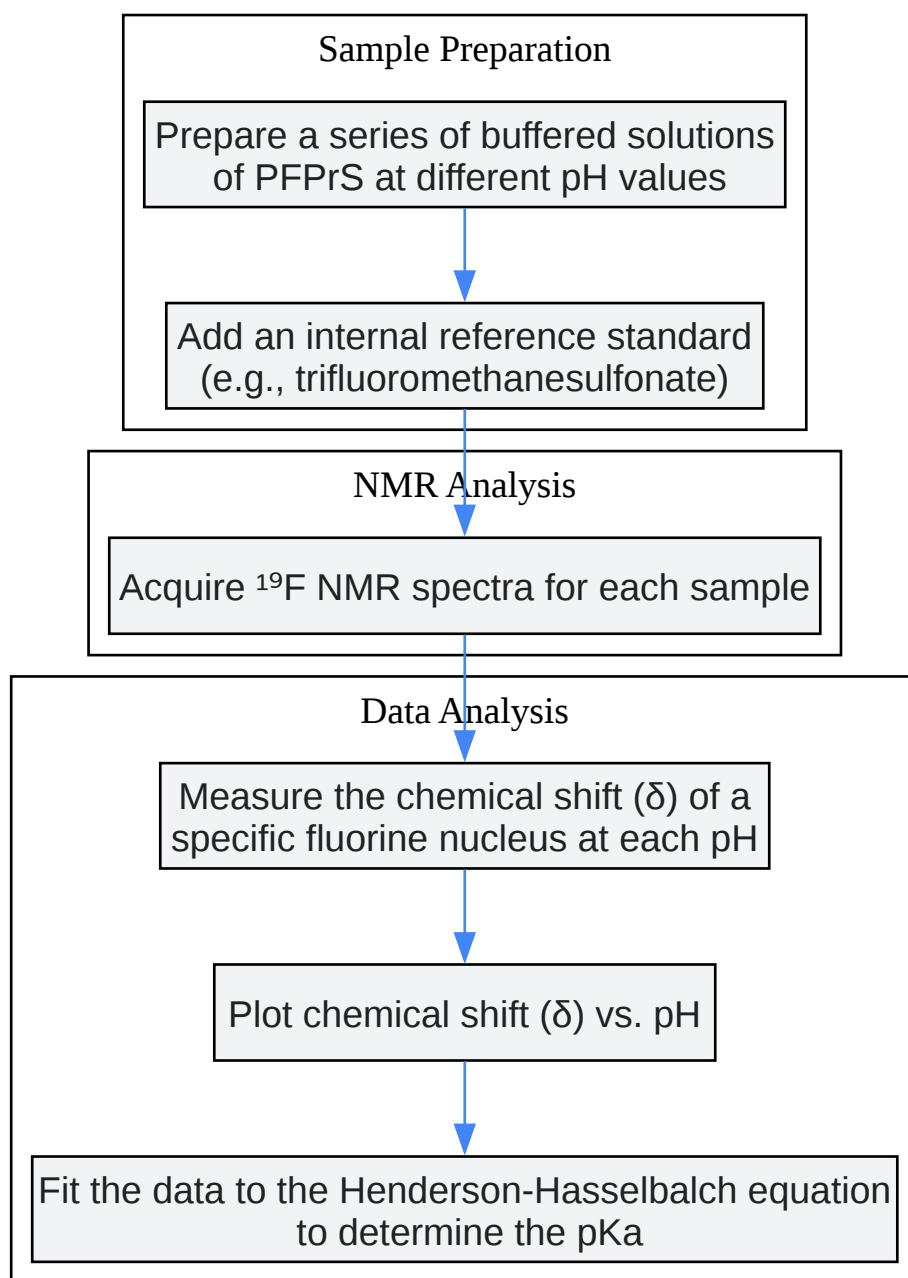 Sample Preparation
Prepare a series of buffered solutions
of PFPrS at different pH values
Add an internal reference standard
(e.g., trifluoromethanesulfonate)
NMR Analysis
Acquire ¹⁹F NMR spectra for each sample
Data Analysis
Measure the chemical shift (δ) of a
specific fluorine nucleus at each pH
Plot chemical shift (δ) vs. pH
Fit the data to the Henderson-Hasselbalch equation
to determine the pKa